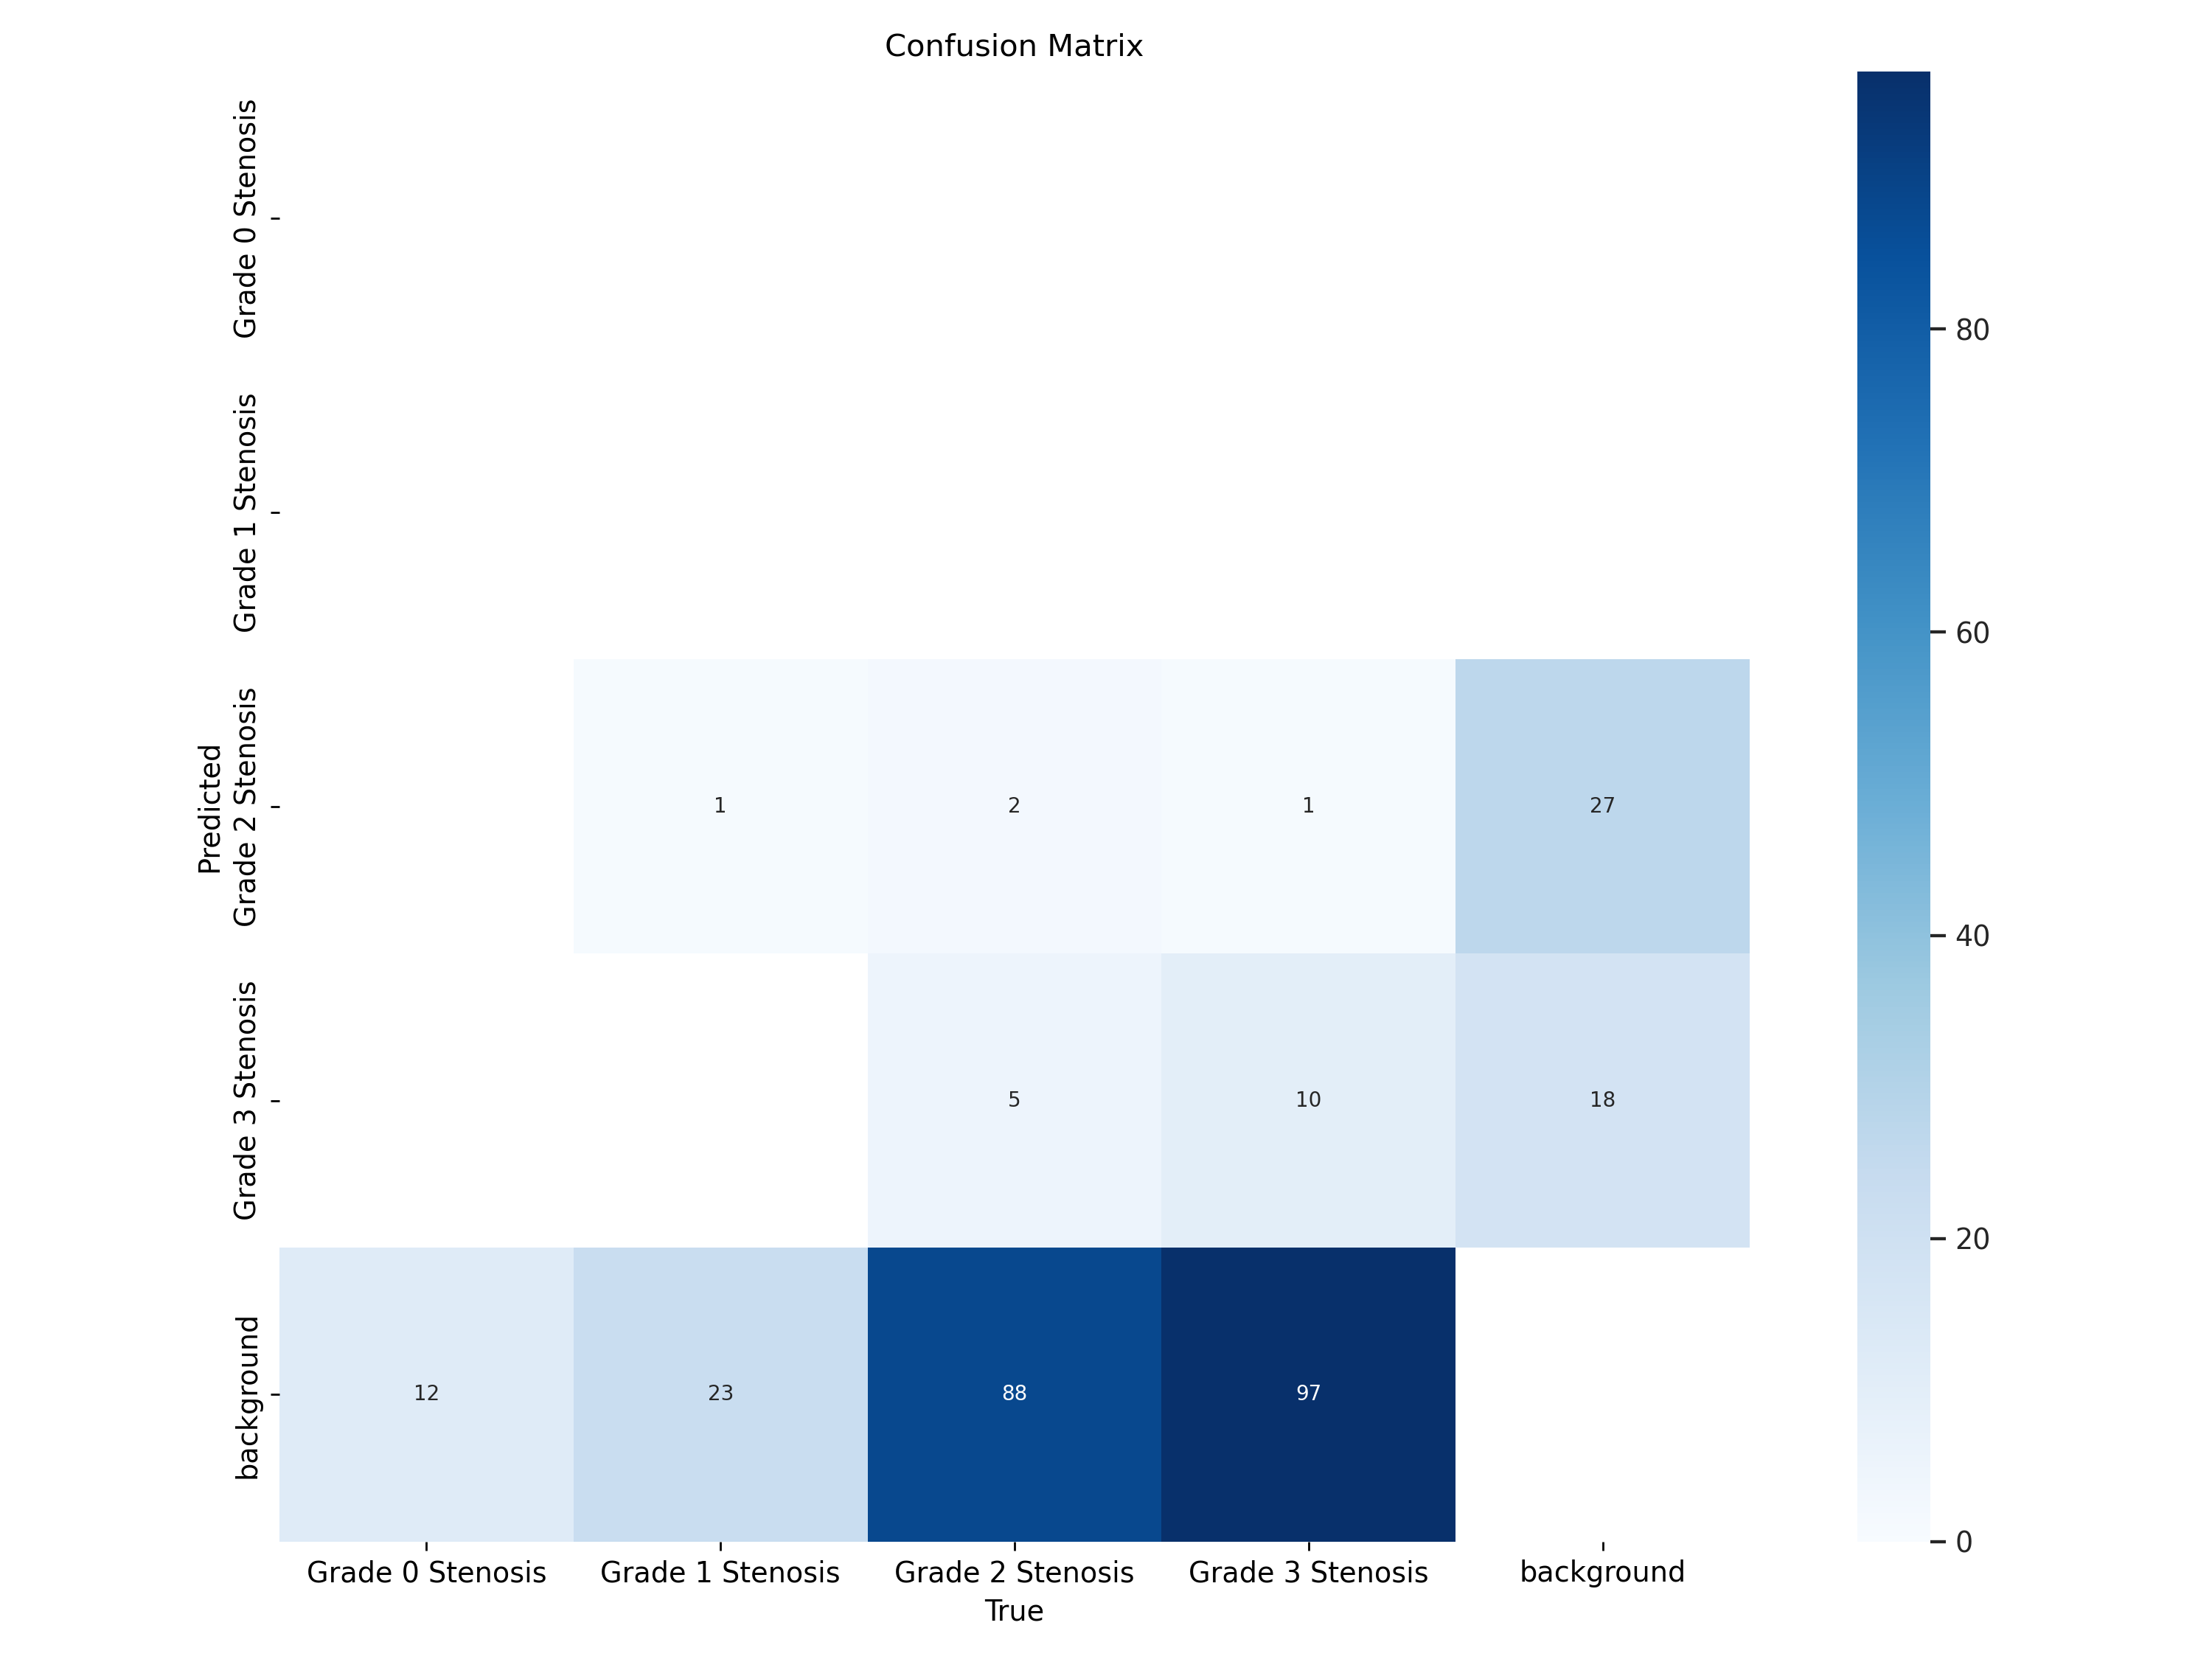 Confusion Matrix
Predicted
Grade 0 Stenosis
Grade 1 Stenosis
Grade 2 Stenosis
Grade 3 Stenosis
background
1 2 1 27
5 10 18
12 23 88 97
Grade 0 Stenosis Grade 1 Stenosis Grade 2 Stenosis Grade 3 Stenosis background
True
80
60
40
20
0